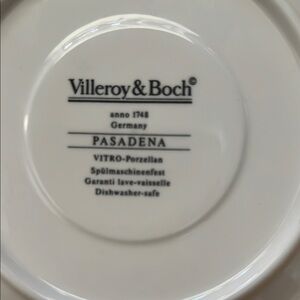 Villeroy & Boch©
anno 1748
Germany
PASADENA
VITRO-Porzellan
Spülmaschinenfest
Garanti lave-vaisselle
Dishwasher-safe